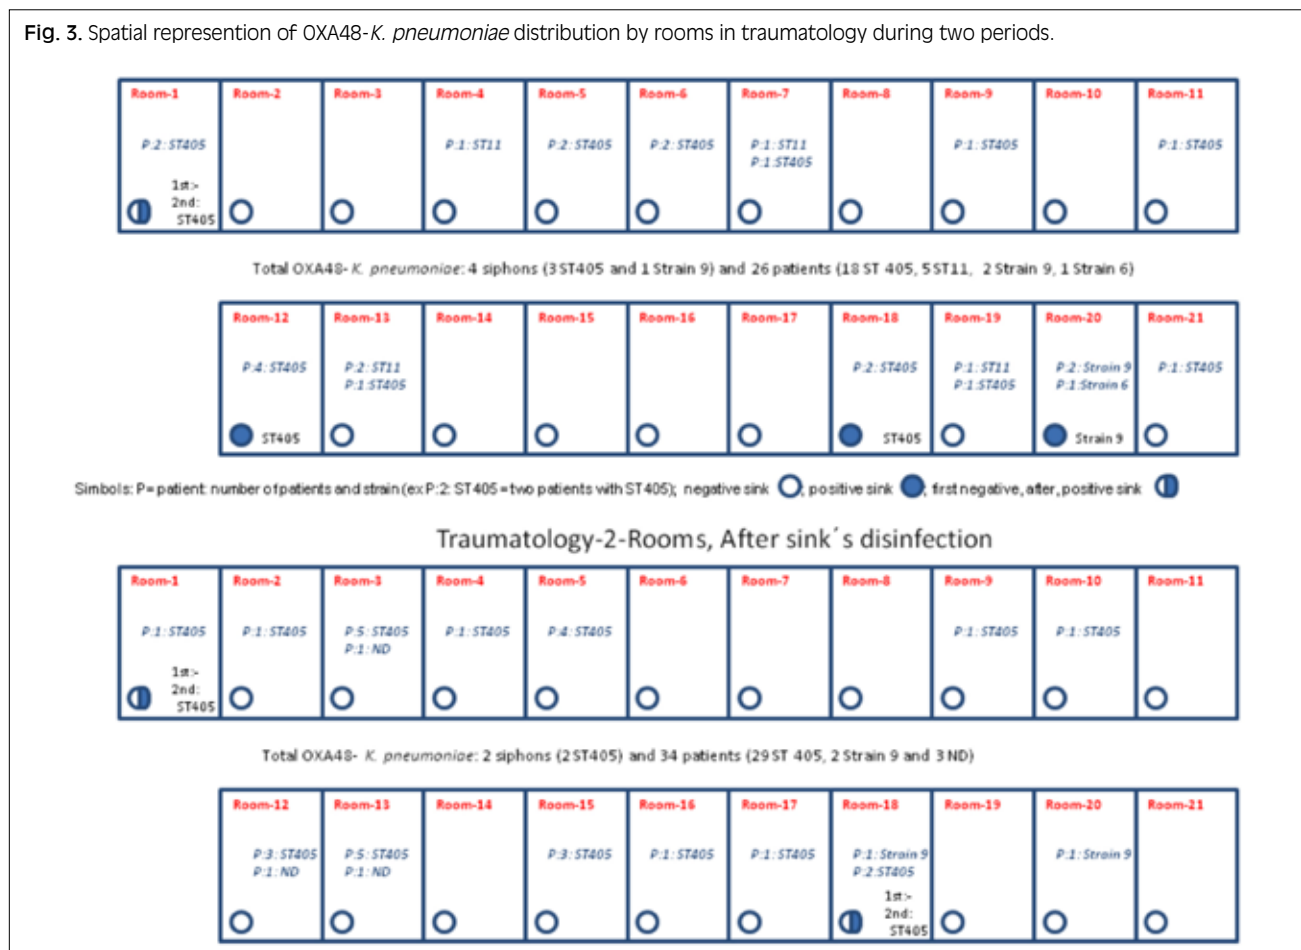 Fig. 3. Spatial represention of OXA48-K. pneumoniae distribution by rooms in traumatology during two periods.
Room-1 Room-2 Room-3 Room-4 Room-5 Room-6 Room-7 Room-8 Room-9 Room-10 Room-11
P:2: ST405 P:1: ST11 P:2: ST405 P:2: ST405 P:1: ST11 P:1: ST405 P:1: ST405
P:1:ST405
1st:-
2nd:
ST405
Total OXA48- K. pneumoniae: 4 siphons (3 ST405 and 1 Strain 9) and 26 patients (18 ST 405, 5 ST11, 2 Strain 9, 1 Strain 6)
Room-12 Room-13 Room-14 Room-15 Room-16 Room-17 Room-18 Room-19 Room-20 Room-21
P:4: ST405 P:2: ST11 P:2: ST405 P:1: ST11 P:2: Strain 9 P:1: ST405
P:1:ST405 P:1:ST405 P:1:Strain 6
ST405 ST405 Strain 9
Simbols: P= patient: number of patients and strain (ex P:2: ST405 = two patients with ST405); negative sink ; positive sink ; first negative, after, positive sink
Traumatology-2-Rooms, After sink´s disinfection
Room-1 Room-2 Room-3 Room-4 Room-5 Room-6 Room-7 Room-8 Room-9 Room-10 Room-11
P:1: ST405 P:1: ST405 P:5: ST405 P:1: ST405 P:4: ST405 P:1: ST405 P:1: ST405
P:1: ND
1st:-
2nd:
ST405
Total OXA48- K. pneumoniae: 2 siphons (2 ST405) and 34 patients (29 ST 405, 2 Strain 9 and 3 ND)
Room-12 Room-13 Room-14 Room-15 Room-16 Room-17 Room-18 Room-19 Room-20 Room-21
P:3: ST405 P:5: ST405 P:3: ST405 P:1: ST405 P:1: ST405 P:1: Strain 9 P:1: Strain 9
P:1: ND P:1: ND P:2:ST405
1st:-
2nd:
ST405